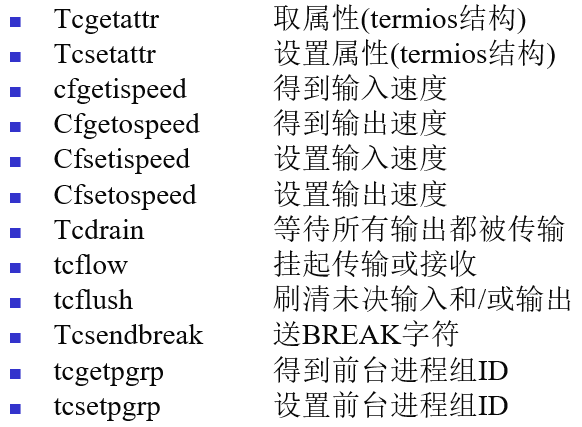 Tcgetattr 取属性(termios结构)
Tcsetattr 设置属性(termios结构)
cfgetispeed 得到输入速度
Cfgetospeed 得到输出速度
Cfsetispeed 设置输入速度
Cfsetospeed 设置输出速度
Tcdrain 等待所有输出都被传输
tcflow 挂起传输或接收
tcflush 刷清未决输入和/或输出
Tcsendbreak 送BREAK字符
tcgetpgrp 得到前台进程组ID
tcsetpgrp 设置前台进程组ID